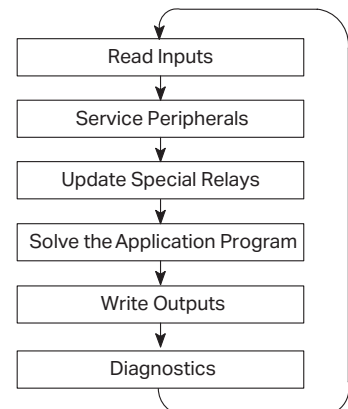 Read Inputs
Service Peripherals
Update Special Relays
Solve the Application Program
Write Outputs
Diagnostics